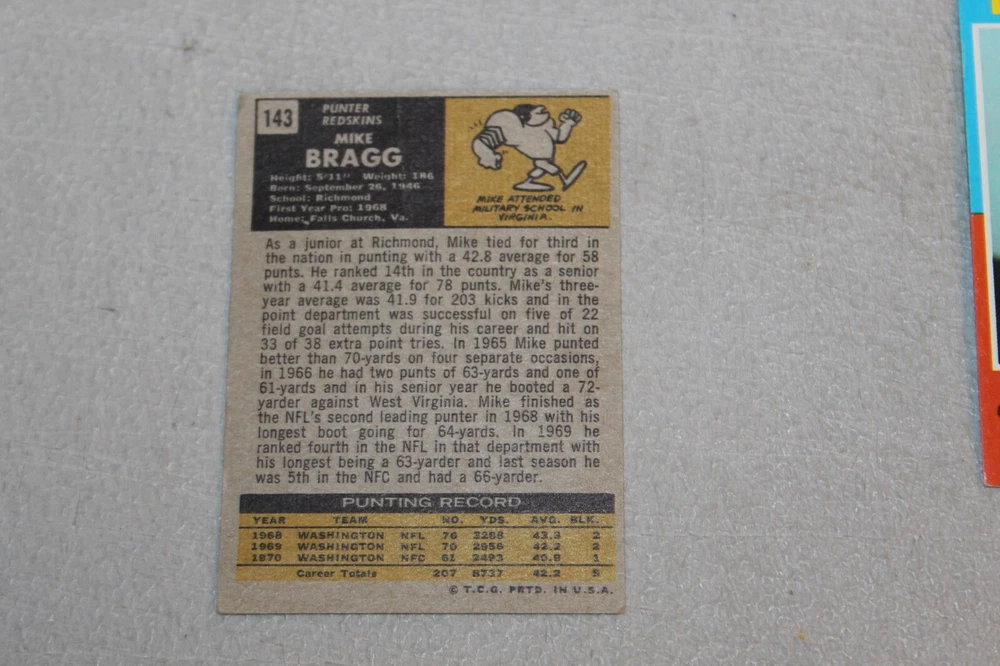 143
PUNTER
REDSKINS
MIKE
BRAGG
Height: 5'11" Weight: 186
Born: September 26, 1946
School: Richmond
First Year Pro: 1968
Home: Falls Church, Va.
MIKE ATTENDED
MILITARY SCHOOL IN
VIRGINIA.
As a junior at Richmond, Mike tied for third in
the nation in punting with a 42.8 average for 58
punts. He ranked 14th in the country as a senior
with a 41.4 average for 78 punts. Mike's three-
year average was 41.9 for 203 kicks and in the
point department was successful on five of 22
field goal attempts during his career and hit on
33 of 38 extra point tries. In 1965 Mike punted
better than 70-yards on four separate occasions,
in 1966 he had two punts of 63-yards and one of
61-yards and in his senior year he booted a 72-
yarder against West Virginia. Mike finished as
the NFL's second leading punter in 1968 with his
longest boot going for 64-yards. In 1969 he
ranked fourth in the NFL in that department with
his longest being a 63-yarder and last season he
was 5th in the NFC and had a 66-yarder.
PUNTING RECORD
YEAR TEAM NO. YDS. AVG. BLK.
1968 WASHINGTON NFL 76 3288 43.3 2
1969 WASHINGTON NFL 70 2956 42.2 2
1970 WASHINGTON NFC 61 2493 40.9 1
Career Totals 207 8737 42.2 5
© T.C.G. PRTD. IN U.S.A.